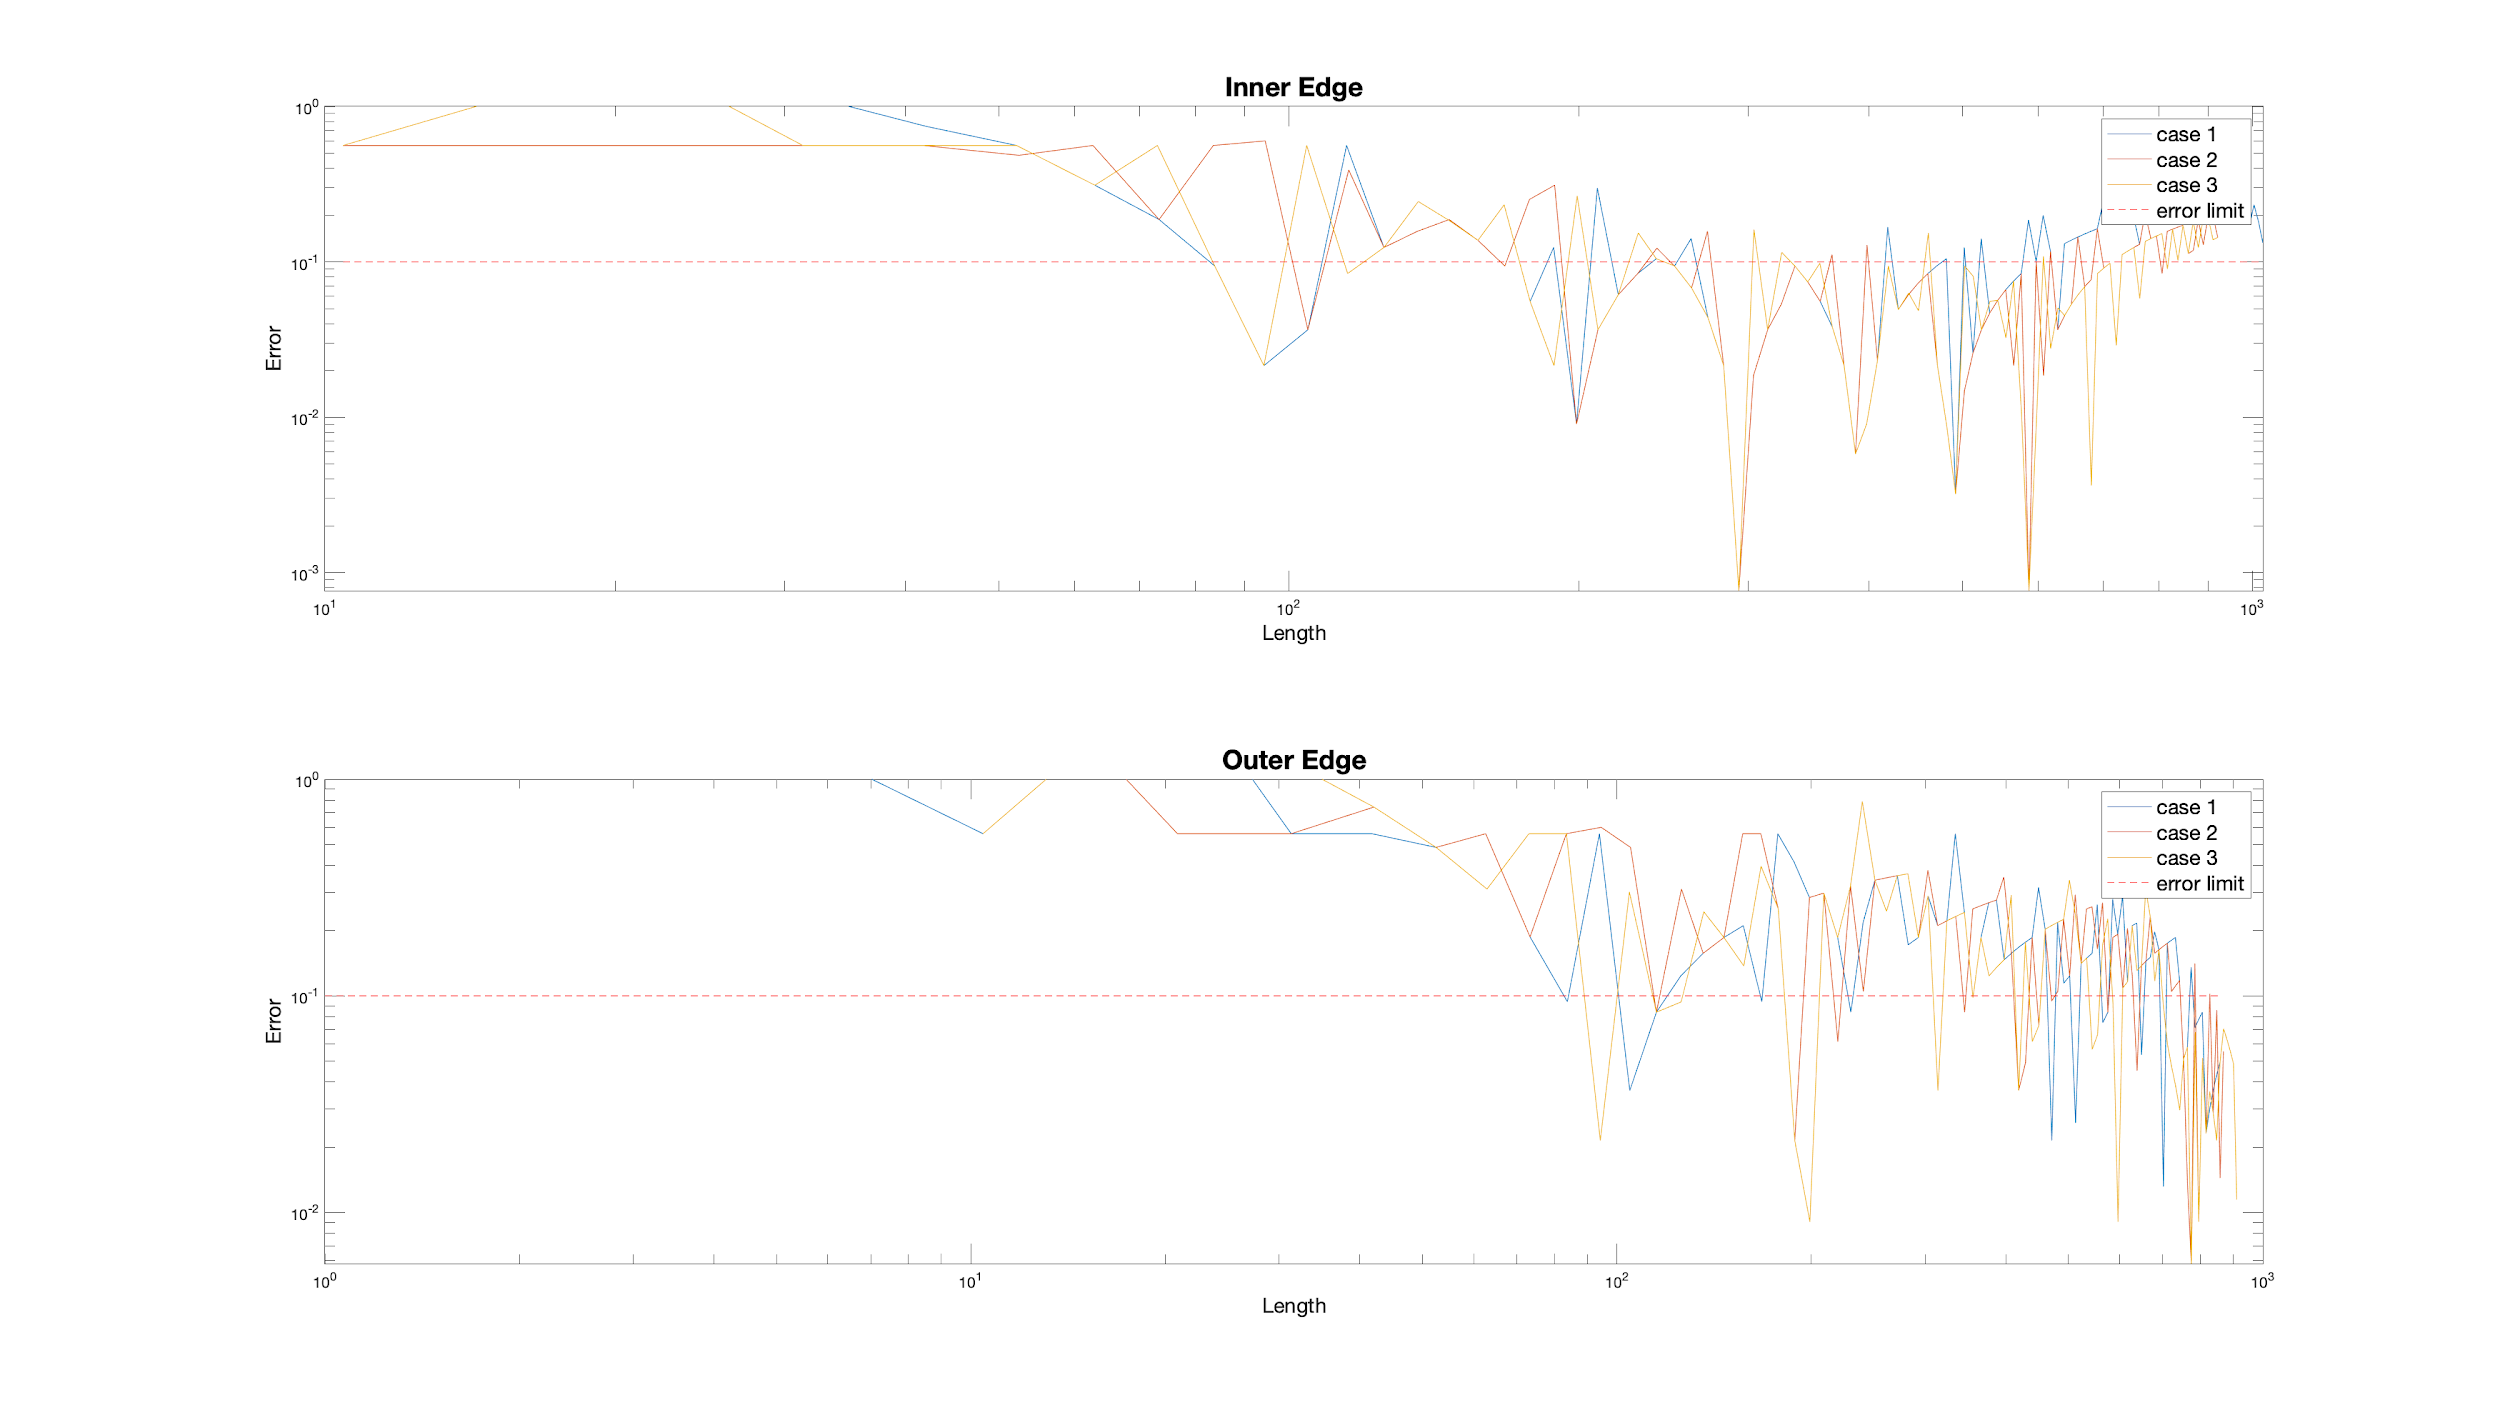 Inner Edge
10^0
10^-1
10^-2
10^-3
Error
10^1
10^2
10^3
Length
case 1
case 2
case 3
error limit
Outer Edge
10^0
10^-1
10^-2
Error
10^0
10^1
10^2
10^3
Length
case 1
case 2
case 3
error limit